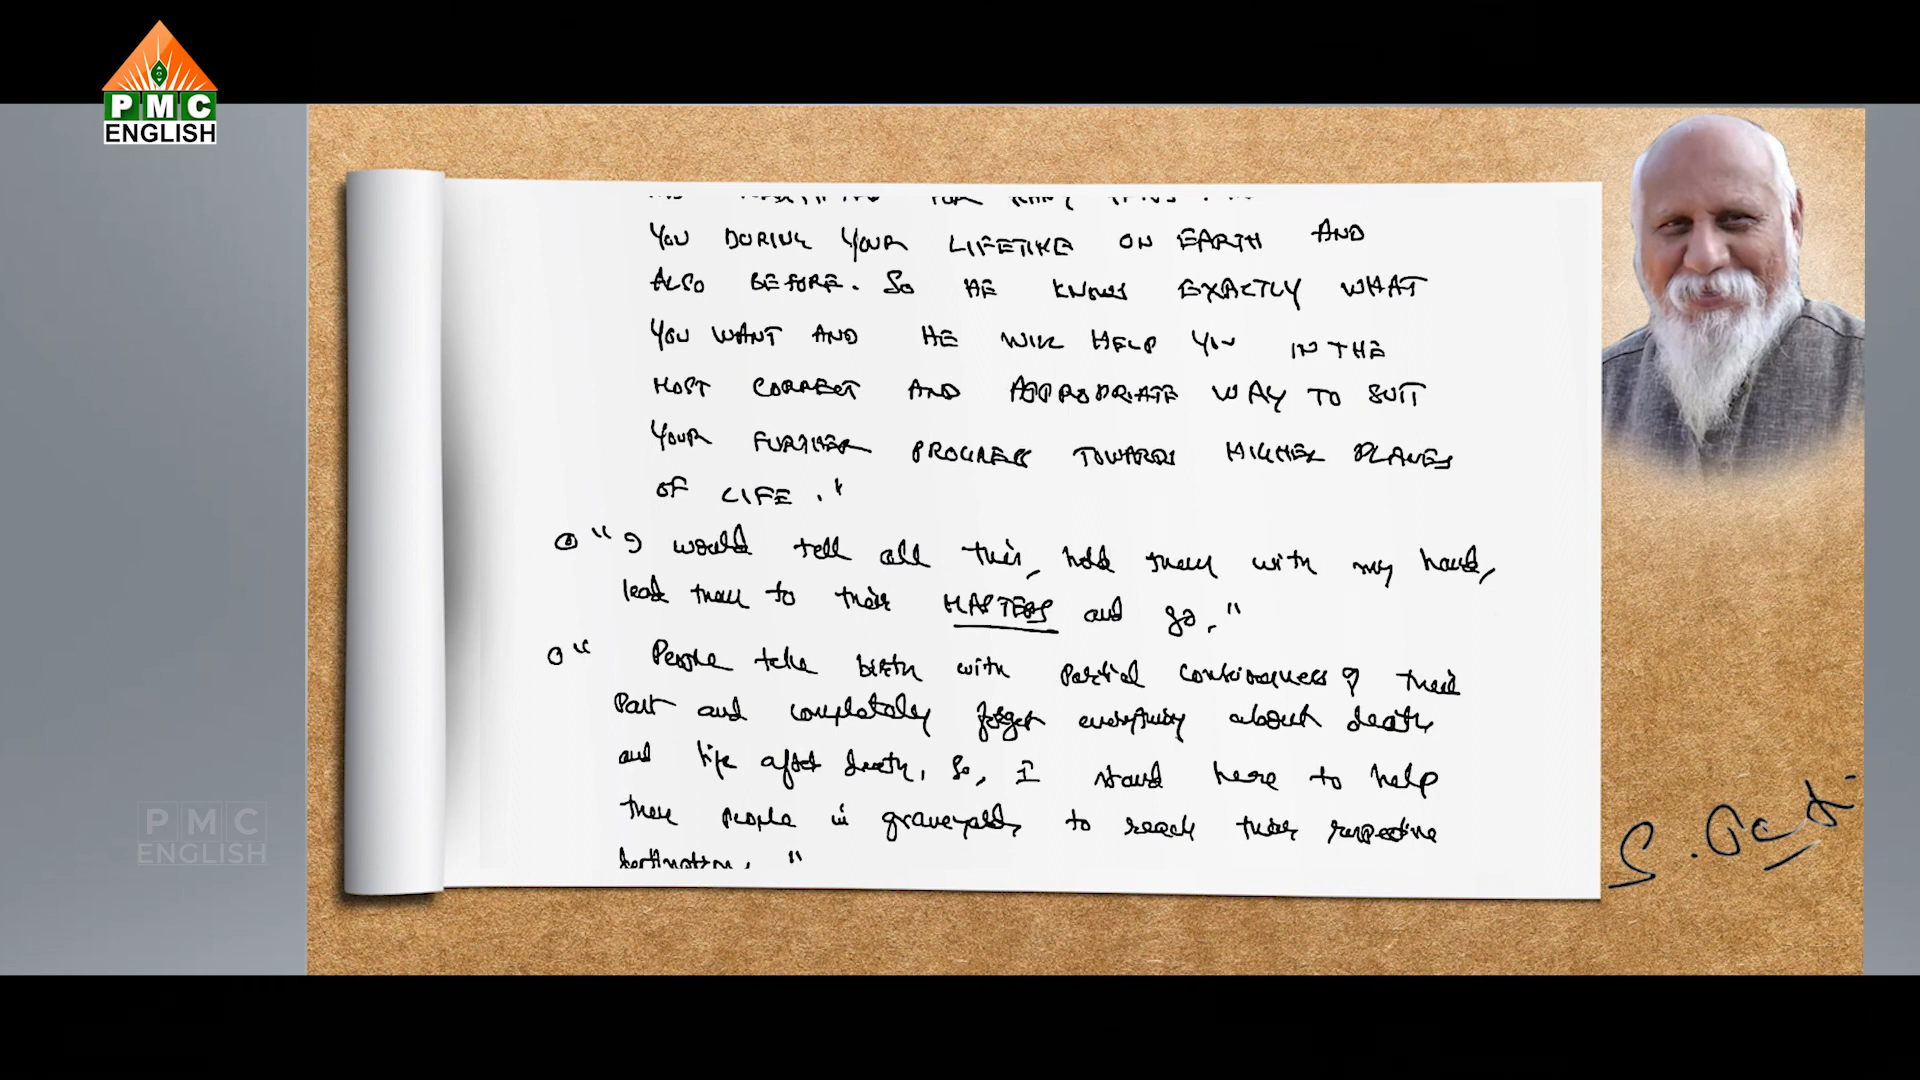 PMC
ENGLISH
YOU DURING YOUR LIFETIME ON EARTH AND
ALSO BEFORE. SO HE KNOWS EXACTLY WHAT
YOU WANT AND HE WILL HELP YOU IN THE
MOST CORRECT AND APPROPRIATE WAY TO SUIT
YOUR FURTHER PROGRESS TOWARDS HIGHER PLANES
OF LIFE."
"I would tell all this, hold them with my hand,
lead them to their MASTERS and go."
"People take birth with partial consciousness of their
Past and completely forget everything about death
and life after death. So, I stand here to help
these people in graveyards to reach their respective
destination."
PMC
ENGLISH